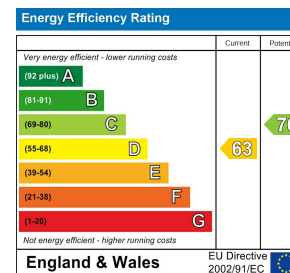 Energy Efficiency Rating
Current
Very energy efficient - lower running costs
(92 plus) A
(81-91) B
(69-80) C
(55-68) D
63
(39-54) E
(21-38) F
(1-20) G
Not energy efficient - higher running costs
England & Wales
EU Directive
2002/91/EC